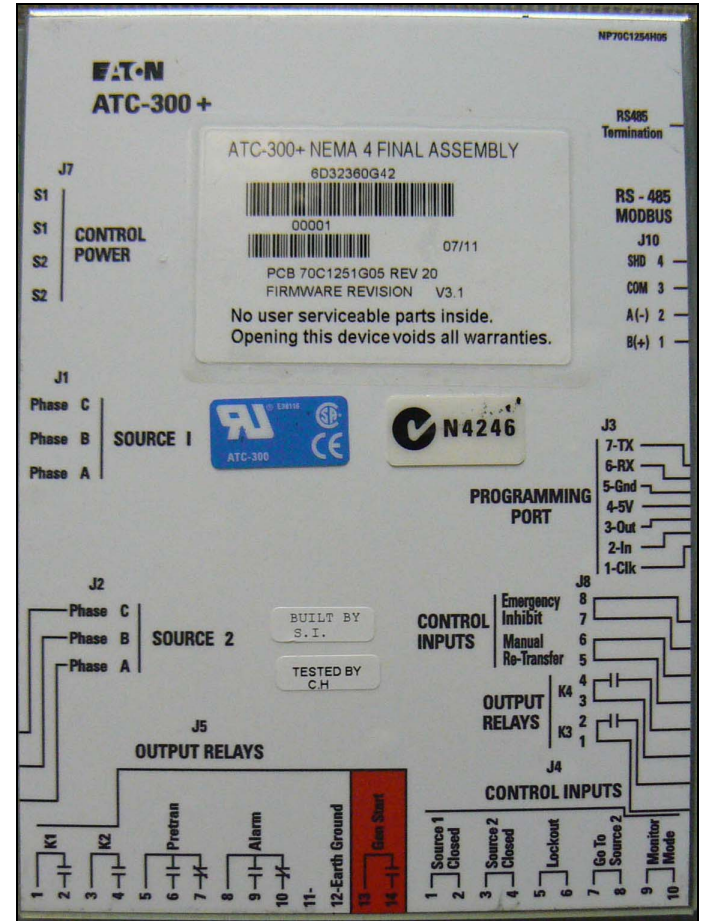 NP70C1254H05
EATON
ATC-300 +
RS485
Termination
ATC-300+ NEMA 4 FINAL ASSEMBLY
6D32360G42
00001
07/11
PCB 70C1251G05 REV 20
FIRMWARE REVISION V3.1
No user serviceable parts inside.
Opening this device voids all warranties.
J7
S1
S1
S2
S2
CONTROL
POWER
RS - 485
MODBUS
J10
SHD 4
COM 3
A(-) 2
B(+) 1
J1
Phase C
Phase B
Phase A
SOURCE 1
ATC-300
CE
N4246
J3
7-TX
6-RX
5-Gnd
4-5V
3-Out
2-In
1-Clk
PROGRAMMING
PORT
J2
Phase C
Phase B
Phase A
SOURCE 2
BUILT BY
S.I.
TESTED BY
C.H
J8
CONTROL
INPUTS
Emergency 8
Inhibit 7
Manual 6
Re-Transfer 5
OUTPUT
RELAYS
K4 4
3
K3 2
1
J5
OUTPUT RELAYS
K1
K2
Pretran
Alarm
12-Earth Ground
Gen Start
1
2
3
4
5
6
7
8
9
10
11-
13
14
J4
CONTROL INPUTS
Source 1
Closed
Source 2
Closed
Lockout
Go To
Source 2
Monitor
Mode
1
2
3
4
5
6
7
8
9
10